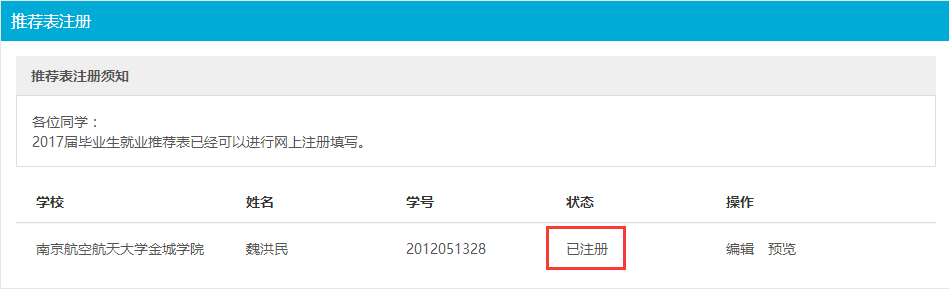 推荐表注册
推荐表注册须知
各位同学：
2017届毕业生就业推荐表已经可以进行网上注册填写。
学校 姓名 学号 状态 操作
南京航空航天大学金城学院 魏洪民 2012051328 已注册 编辑 预览